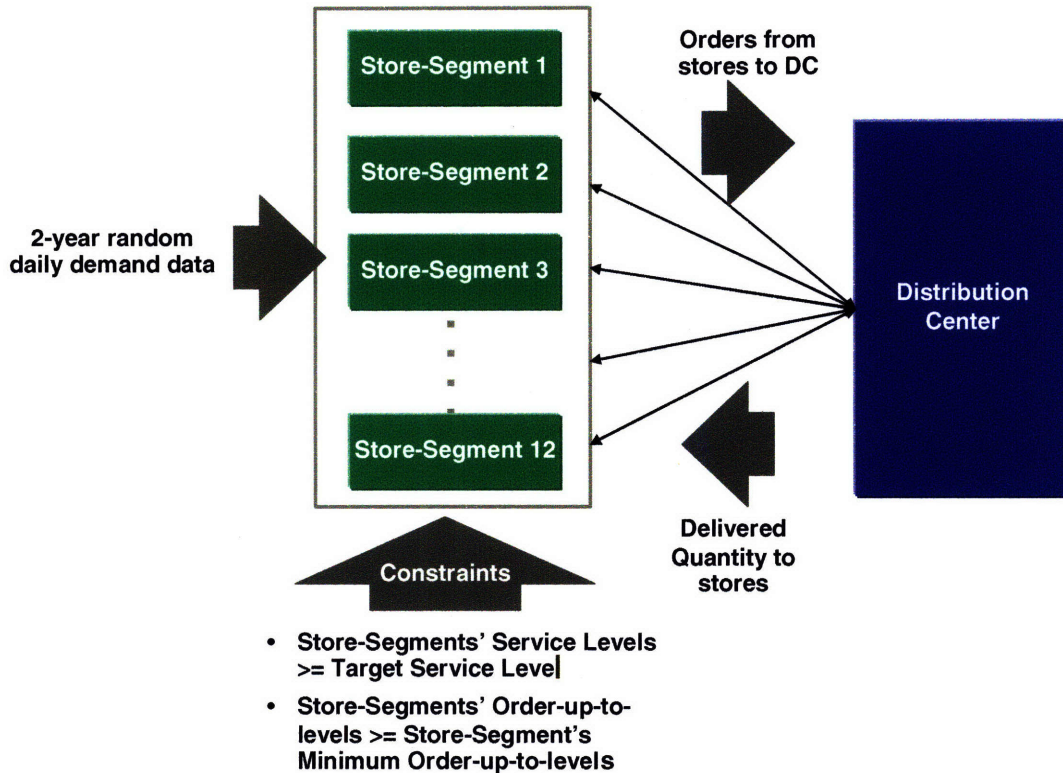 Orders from
stores to DC
Store-Segment 1
Store-Segment 2
2-year random
daily demand data
Store-Segment 3
Distribution
Center
Store-Segment 12
Delivered
Quantity to
stores
Constraints
• Store-Segments' Service Levels
>= Target Service Level
• Store-Segments' Order-up-to-
levels >= Store-Segment's
Minimum Order-up-to-levels